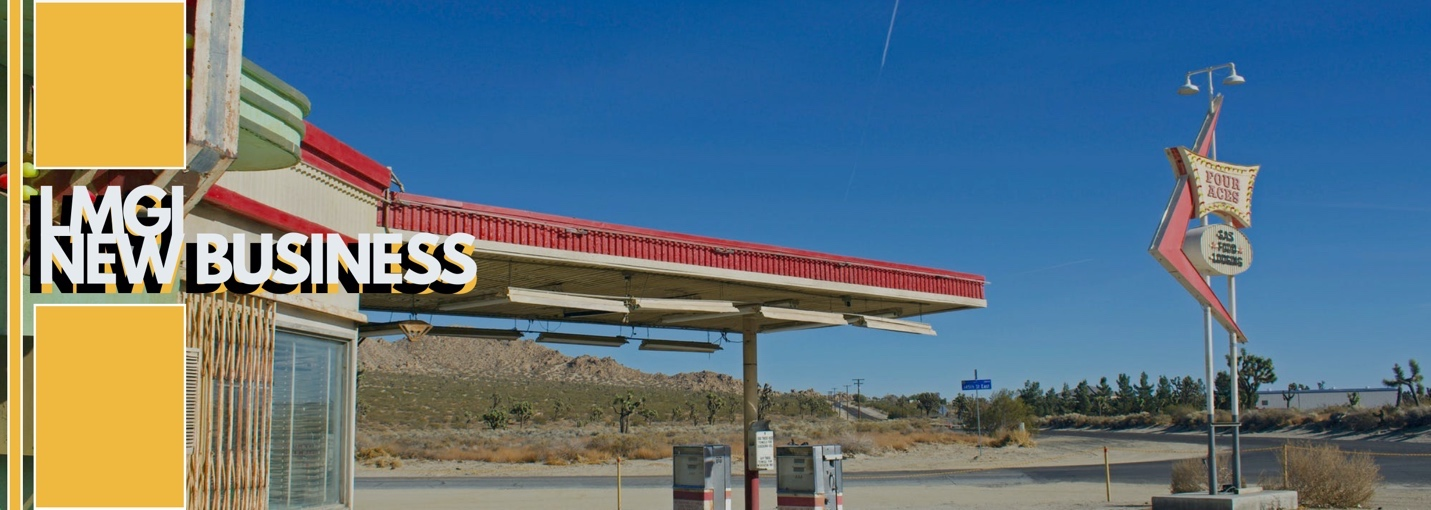 LMGI
NEW BUSINESS
FOUR
ACES
GAS
FOOD
LODGING